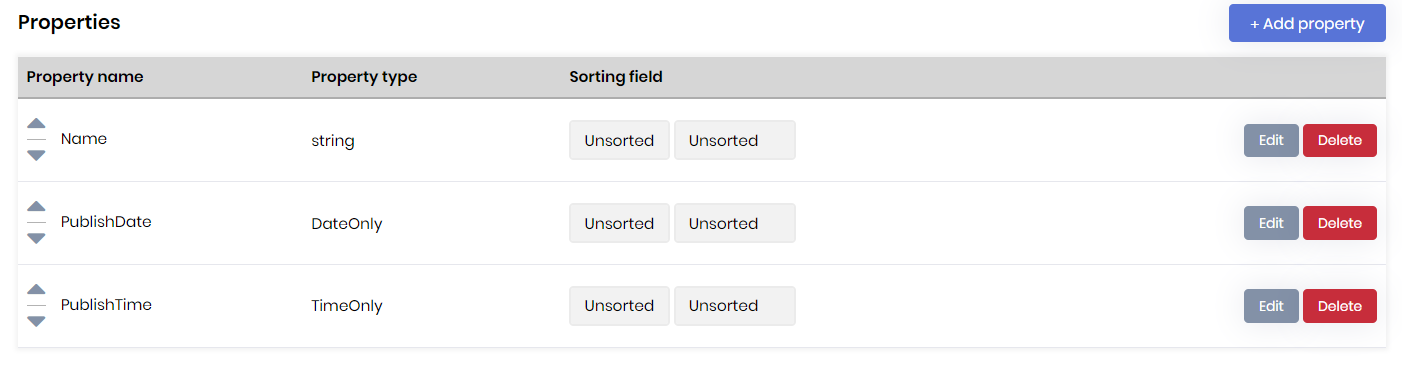 Properties
+ Add property
Property name Property type Sorting field
Name string Unsorted Unsorted Edit Delete
PublishDate DateOnly Unsorted Unsorted Edit Delete
PublishTime TimeOnly Unsorted Unsorted Edit Delete